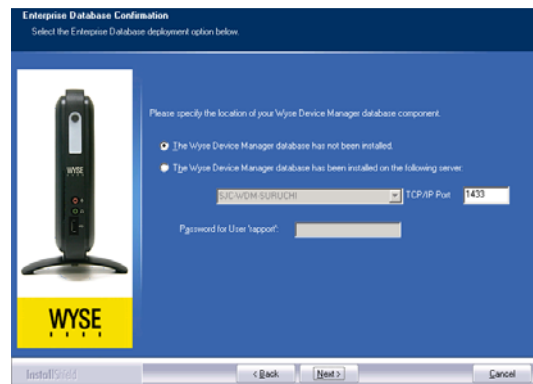 Enterprise Database Confirmation
Select the Enterprise Database deployment option below.
Please specify the location of your Wyse Device Manager database component.
The Wyse Device Manager database has not been installed.
The Wyse Device Manager database has been installed on the following server.
SJC-WDM-SURUCHI
TCP/IP Port
1433
Password for User 'rapport':
WYSE
WYSE
InstallShield
< Back
Next >
Cancel